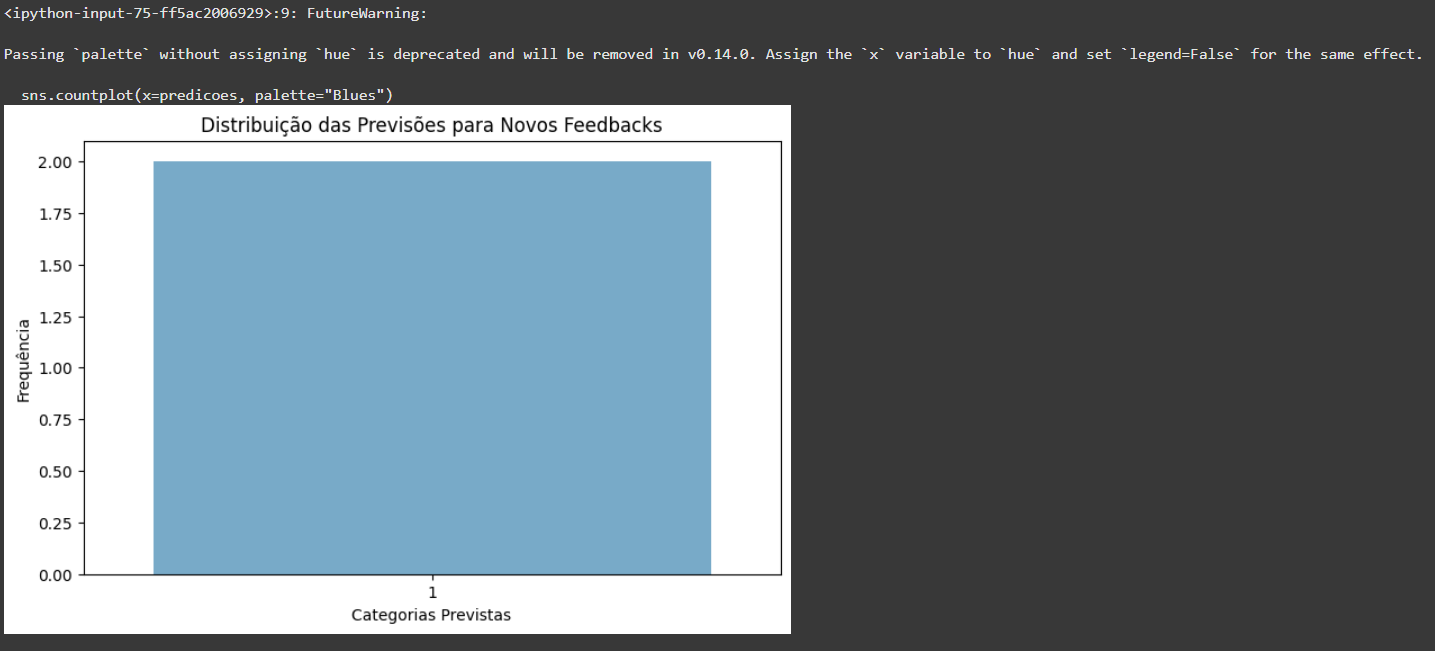 <ipython-input-75-ff5ac2006929>:9: FutureWarning:
Passing `palette` without assigning `hue` is deprecated and will be removed in v0.14.0. Assign the `x` variable to `hue` and set `legend=False` for the same effect.
sns.countplot(x=predicoes, palette="Blues")
Distribuição das Previsões para Novos Feedbacks
2.00
1.75
1.50
1.25
1.00
0.75
0.50
0.25
0.00
Frequência
1
Categorias Previstas